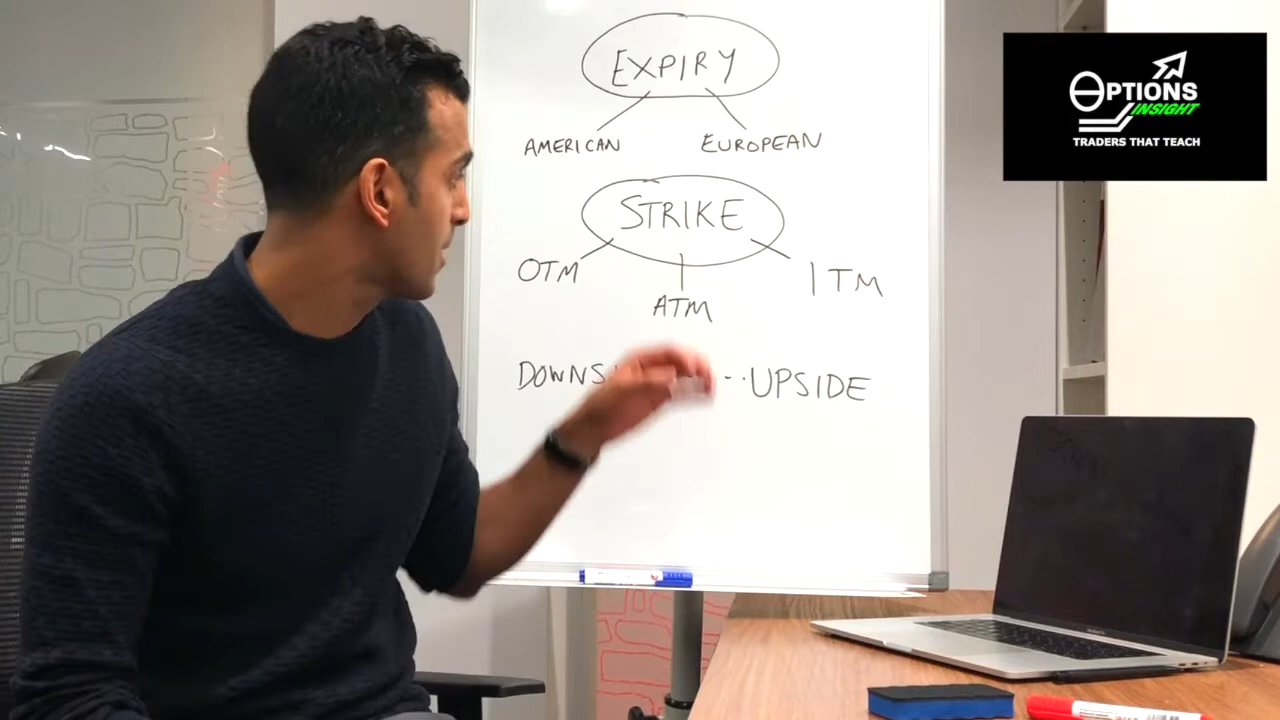 EXPIRY
AMERICAN EUROPEAN
STRIKE
OTM ATM ITM
UPSIDE
OPTIONS
INSIGHT
TRADERS THAT TEACH